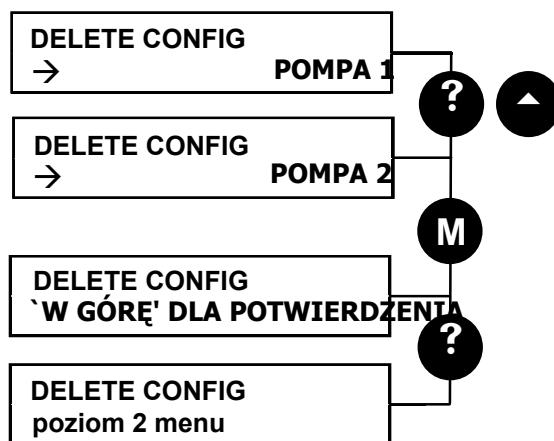 DELETE CONFIG
→ POMPA 1
?
DELETE CONFIG
→ POMPA 2
M
DELETE CONFIG
`W GÓRĘ' DLA POTWIERDZENIA
?
DELETE CONFIG
poziom 2 menu